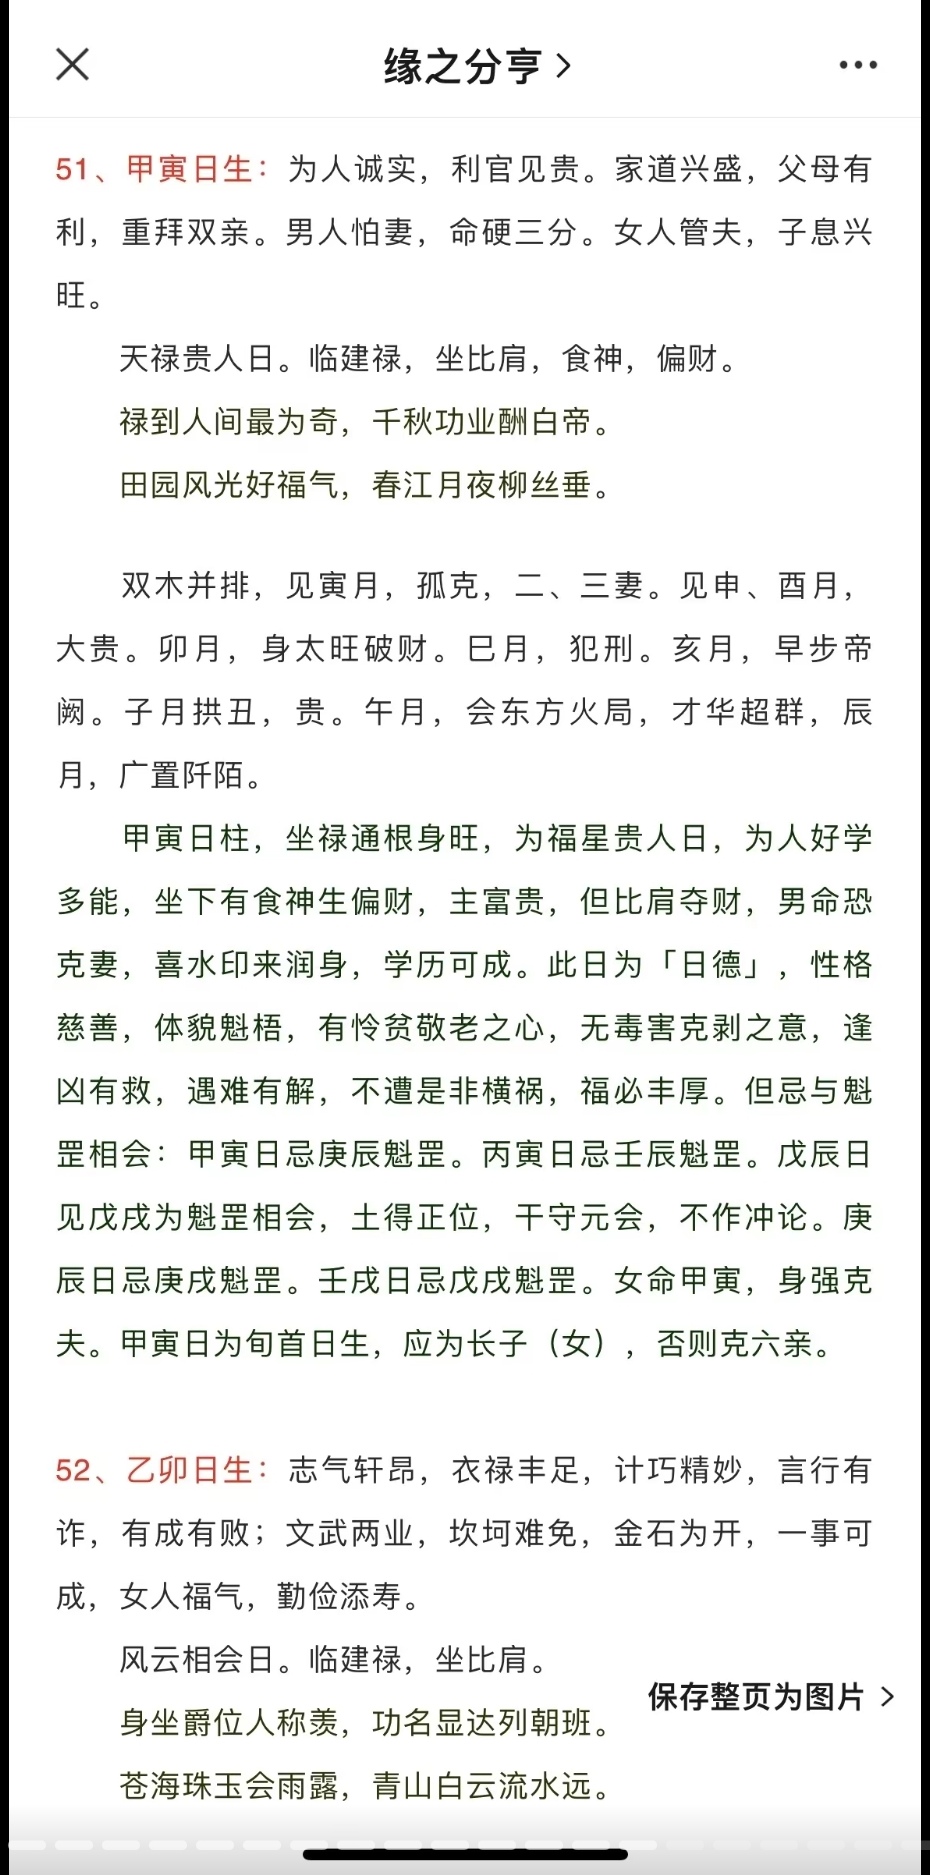 缘之分亨
51、甲寅日生：为人诚实，利官见贵。家道兴盛，父母有
利，重拜双亲。男人怕妻，命硬三分。女人管夫，子息兴
旺。
天禄贵人日。临建禄，坐比肩，食神，偏财。
禄到人间最为奇，千秋功业酬白帝。
田园风光好福气，春江月夜柳丝垂。
双木并排，见寅月，孤克，二、三妻。见申、酉月，
大贵。卯月，身太旺破财。巳月，犯刑。亥月，早步帝
阙。子月拱丑，贵。午月，会东方火局，才华超群，辰
月，广置阡陌。
甲寅日柱，坐禄通根身旺，为福星贵人日，为人好学
多能，坐下有食神生偏财，主富贵，但比肩夺财，男命恐
克妻，喜水印来润身，学历可成。此日为「日德」，性格
慈善，体貌魁梧，有怜贫敬老之心，无毒害克剥之意，逢
凶有救，遇难有解，不遭是非横祸，福必丰厚。但忌与魁
罡相会：甲寅日忌庚辰魁罡。丙寅日忌壬辰魁罡。戊辰日
见戊戌为魁罡相会，土得正位，干守元会，不作冲论。庚
辰日忌庚戌魁罡。壬戌日忌戊戌魁罡。女命甲寅，身强克
夫。甲寅日为旬首日生，应为长子（女），否则克六亲。
52、乙卯日生：志气轩昂，衣禄丰足，计巧精妙，言行有
诈，有成有败；文武两业，坎坷难免，金石为开，一事可
成，女人福气，勤俭添寿。
风云相会日。临建禄，坐比肩。
保存整页为图片
身坐爵位人称羡，功名显达列朝班。
苍海珠玉会雨露，青山白云流水远。